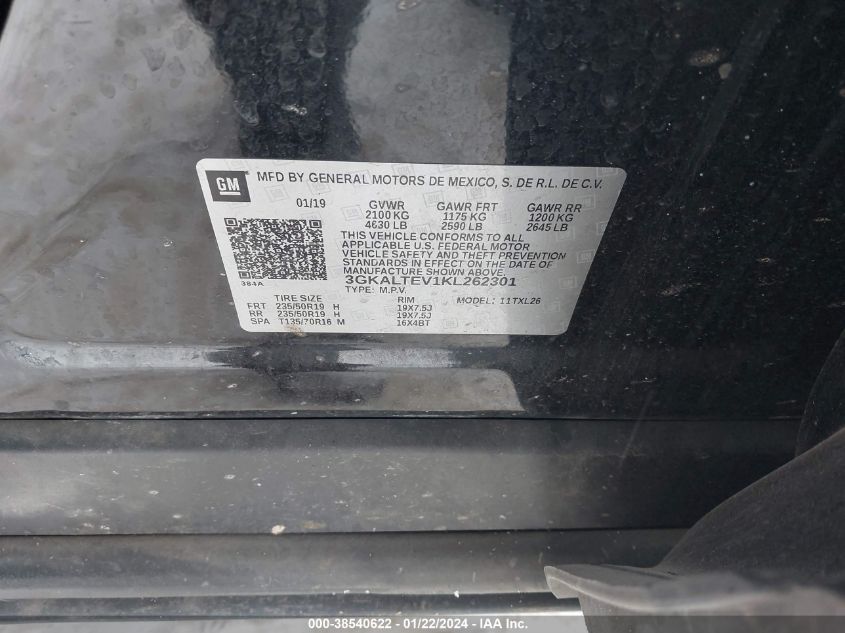 GM MFD BY GENERAL MOTORS DE MEXICO, S. DE R.L. DE C.V.
01/19 GVWR GAWR FRT GAWR RR
2100 KG 1175 KG 1200 KG
4630 LB 2590 LB 2645 LB
THIS VEHICLE CONFORMS TO ALL
APPLICABLE U.S. FEDERAL MOTOR
VEHICLE SAFETY AND THEFT PREVENTION
STANDARDS IN EFFECT ON THE DATE OF
MANUFACTURE SHOWN ABOVE.
384A 3GKALTEV1KL262301
TYPE: M.P.V. MODEL: 11TXL26
TIRE SIZE RIM
FRT 235/50R19 H 19X7.5J
RR 235/50R19 H 19X7.5J
SPA T135/70R16 M 16X4BT
000-38540622 - 01/22/2024 - IAA Inc.